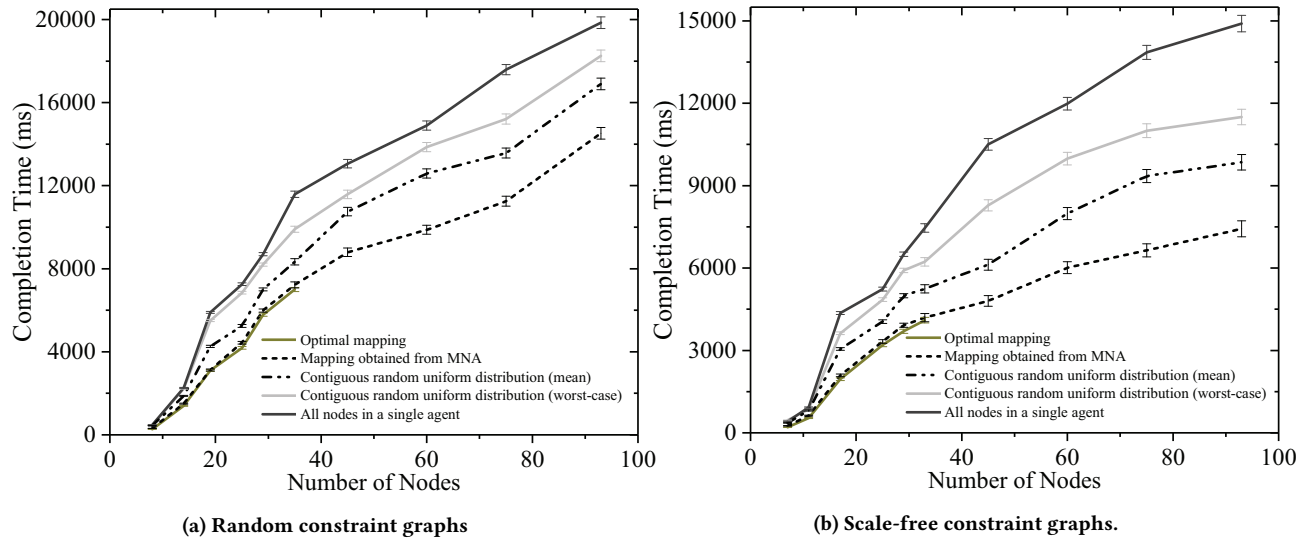 20000
16000
12000
8000
4000
0
Completion Time (ms)
Optimal mapping
Mapping obtained from MNA
Contiguous random uniform distribution (mean)
Contiguous random uniform distribution (worst-case)
All nodes in a single agent
0 20 40 60 80 100
Number of Nodes
(a) Random constraint graphs
15000
12000
9000
6000
3000
0
Completion Time (ms)
Optimal mapping
Mapping obtained from MNA
Contiguous random uniform distribution (mean)
Contiguous random uniform distribution (worst-case)
All nodes in a single agent
0 20 40 60 80 100
Number of Nodes
(b) Scale-free constraint graphs.